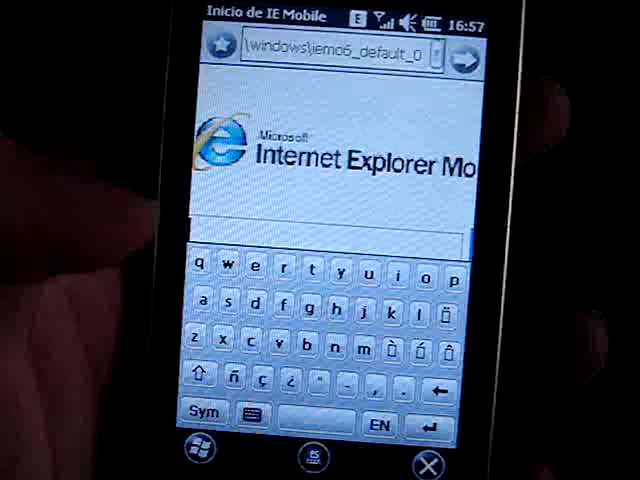 Inicio de IE Mobile E 16:57
\windows\iemo6_default_0
Microsoft
Internet Explorer Mo
q w e r t y u i o p
a s d f g h j k l
z x c v b n m
ñ ç ¿ - , .
Sym EN